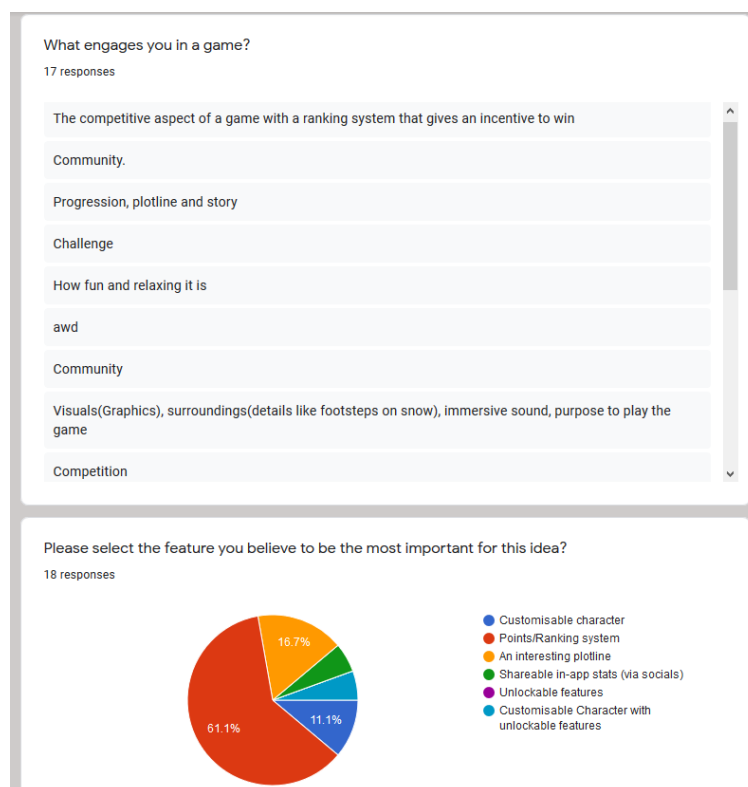 What engages you in a game?
17 responses
The competitive aspect of a game with a ranking system that gives an incentive to win
Community.
Progression, plotline and story
Challenge
How fun and relaxing it is
awd
Community
Visuals(Graphics), surroundings(details like footsteps on snow), immersive sound, purpose to play the
game
Competition
Please select the feature you believe to be the most important for this idea?
18 responses
16.7%
11.1%
61.1%
Customisable character
Points/Ranking system
An interesting plotline
Shareable in-app stats (via socials)
Unlockable features
Customisable Character with
unlockable features